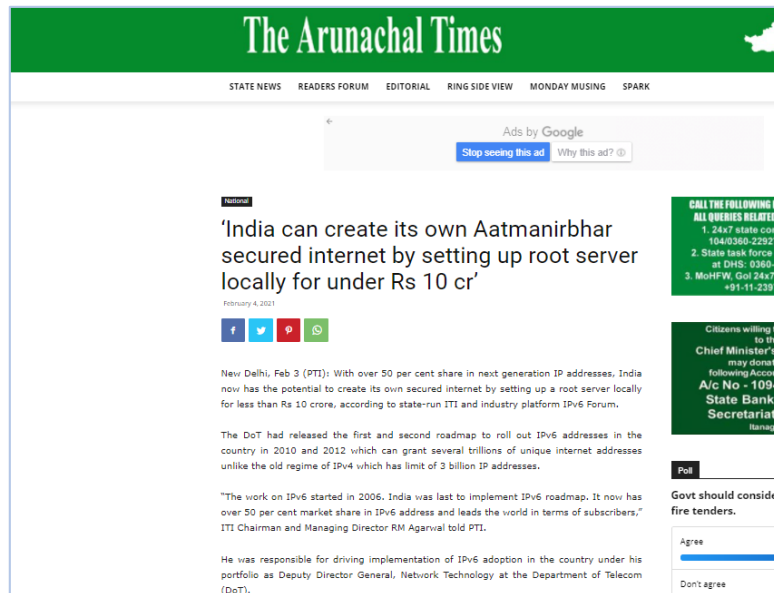 The Arunachal Times
STATE NEWS READERS FORUM EDITORIAL RING SIDE VIEW MONDAY MUSING SPARK
Ads by Google
Stop seeing this ad Why this ad?
National
‘India can create its own Aatmanirbhar
secured internet by setting up root server
locally for under Rs 10 cr’
February 4, 2021
New Delhi, Feb 3 (PTI): With over 50 per cent share in next generation IP addresses, India
now has the potential to create its own secured internet by setting up a root server locally
for less than Rs 10 crore, according to state-run ITI and industry platform IPv6 Forum.
The DoT had released the first and second roadmap to roll out IPv6 addresses in the
country in 2010 and 2012 which can grant several trillions of unique internet addresses
unlike the old regime of IPv4 which has limit of 3 billion IP addresses.
“The work on IPv6 started in 2006. India was last to implement IPv6 roadmap. It now has
over 50 per cent market share in IPv6 address and leads the world in terms of subscribers,”
ITI Chairman and Managing Director RM Agarwal told PTI.
He was responsible for driving implementation of IPv6 adoption in the country under his
portfolio as Deputy Director General, Network Technology at the Department of Telecom
(DoT).
CALL THE FOLLOWING
ALL QUERIES RELATE
1. 24x7 state co
104/0360-2292
2. State task force
at DHS: 0360-
3. MoHFW, GoI 24x7
+91-11-239
Citizens willing
to th
Chief Minister's
may donat
following Acco
A/c No - 109
State Bank
Secretariat
Itanag
Poll
Govt should conside
fire tenders.
Agree
Don't agree